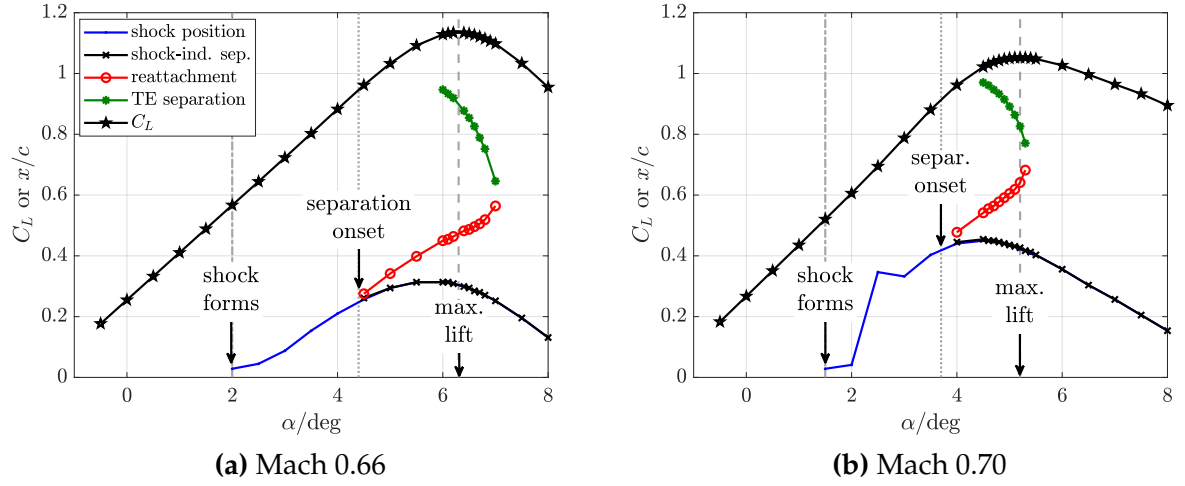 1.2
1
0.8
0.6
0.4
0.2
0
C_L or x/c
shock position
shock-ind. sep.
reattachment
TE separation
C_L
separation
onset
shock
forms
max.
lift
0 2 4 6 8
α/deg
(a) Mach 0.66
1.2
1
0.8
0.6
0.4
0.2
0
C_L or x/c
separ.
onset
shock
forms
max.
lift
0 2 4 6 8
α/deg
(b) Mach 0.70